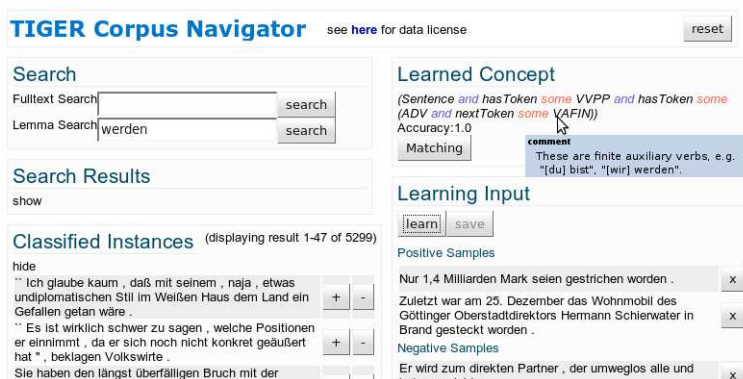 TIGER Corpus Navigator see here for data license reset
Search
Fulltext Search search
Lemma Search werden search
Search Results
show
Classified Instances (displaying result 1-47 of 5299)
hide
`` Ich glaube kaum , daß mit seinem , naja , etwas
undiplomatischen Stil im Weißen Haus dem Land ein
Gefallen getan wäre .
+ -
`` Es ist wirklich schwer zu sagen , welche Positionen
er einnimmt , da er sich noch nicht konkret geäußert
hat " , beklagen Volkswirte .
+ -
Sie haben den längst überfälligen Bruch mit der
Learned Concept
(Sentence and hasToken some VVPP and hasToken some
(ADV and nextToken some VAFIN))
Accuracy:1.0
Matching
comment
These are finite auxiliary verbs, e.g.
"[du] bist", "[wir] werden".
Learning Input
learn save
Positive Samples
Nur 1,4 Milliarden Mark seien gestrichen worden . x
Zuletzt war am 25. Dezember das Wohnmobil des
Göttinger Oberstadtdirektors Hermann Schierwater in
Brand gesteckt worden .
x
Negative Samples
Er wird zum direkten Partner , der umweglos alle und
x